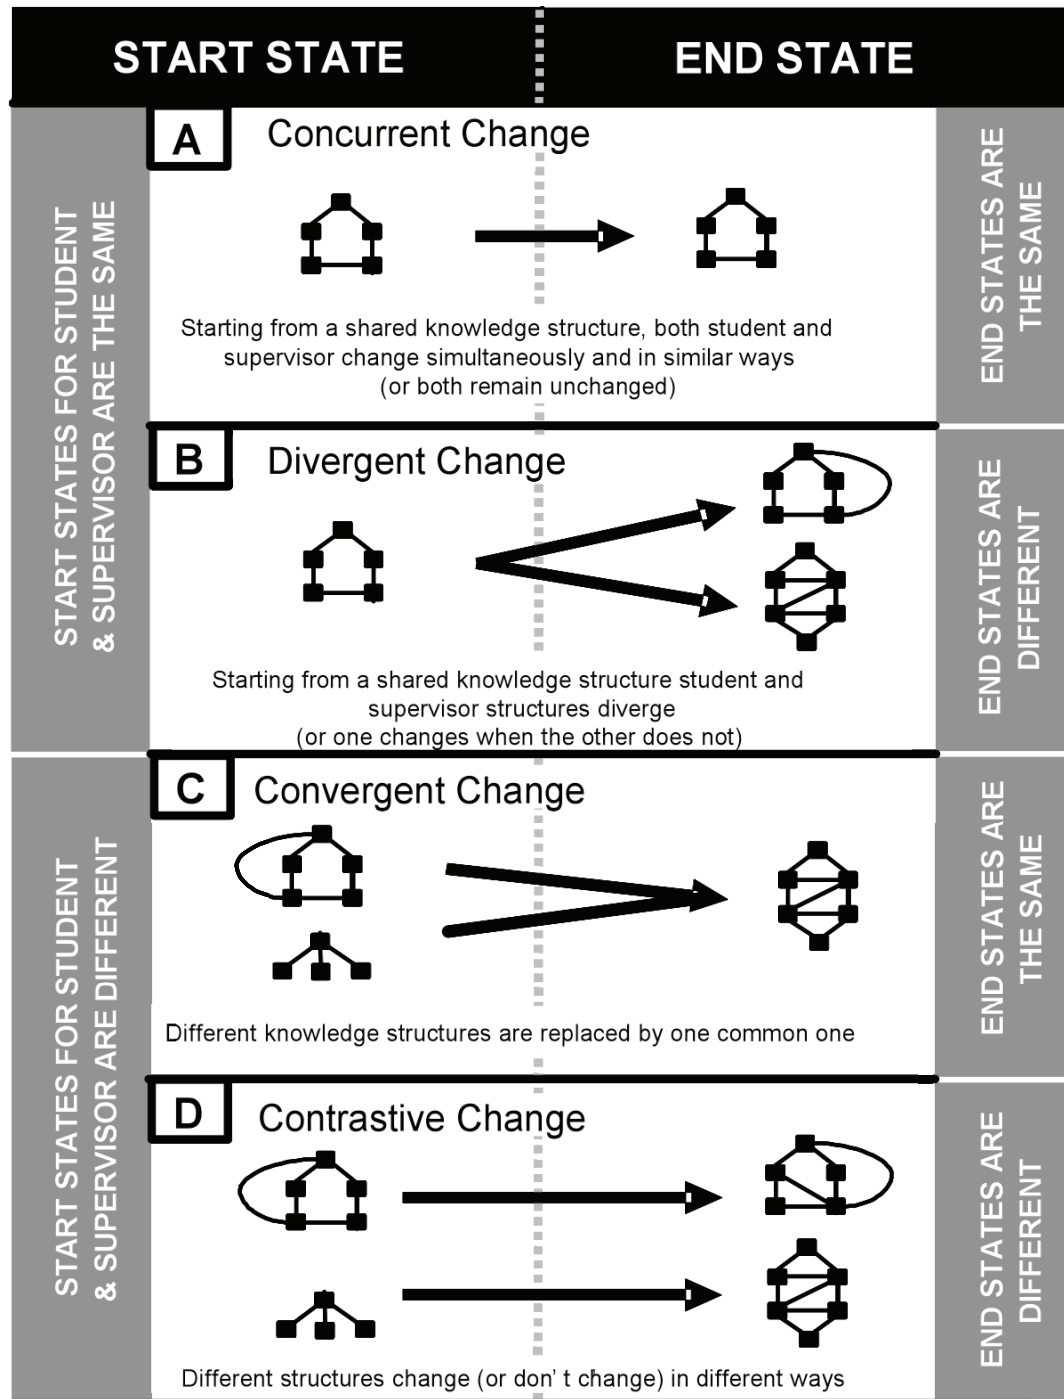 START STATE
END STATE
START STATES FOR STUDENT
& SUPERVISOR ARE THE SAME
A
Concurrent Change
Starting from a shared knowledge structure, both student and
supervisor change simultaneously and in similar ways
(or both remain unchanged)
END STATES ARE
THE SAME
B
Divergent Change
Starting from a shared knowledge structure student and
supervisor structures diverge
(or one changes when the other does not)
END STATES ARE
DIFFERENT
START STATES FOR STUDENT
& SUPERVISOR ARE DIFFERENT
C
Convergent Change
Different knowledge structures are replaced by one common one
END STATES ARE
THE SAME
D
Contrastive Change
Different structures change (or don' t change) in different ways
END STATES ARE
DIFFERENT